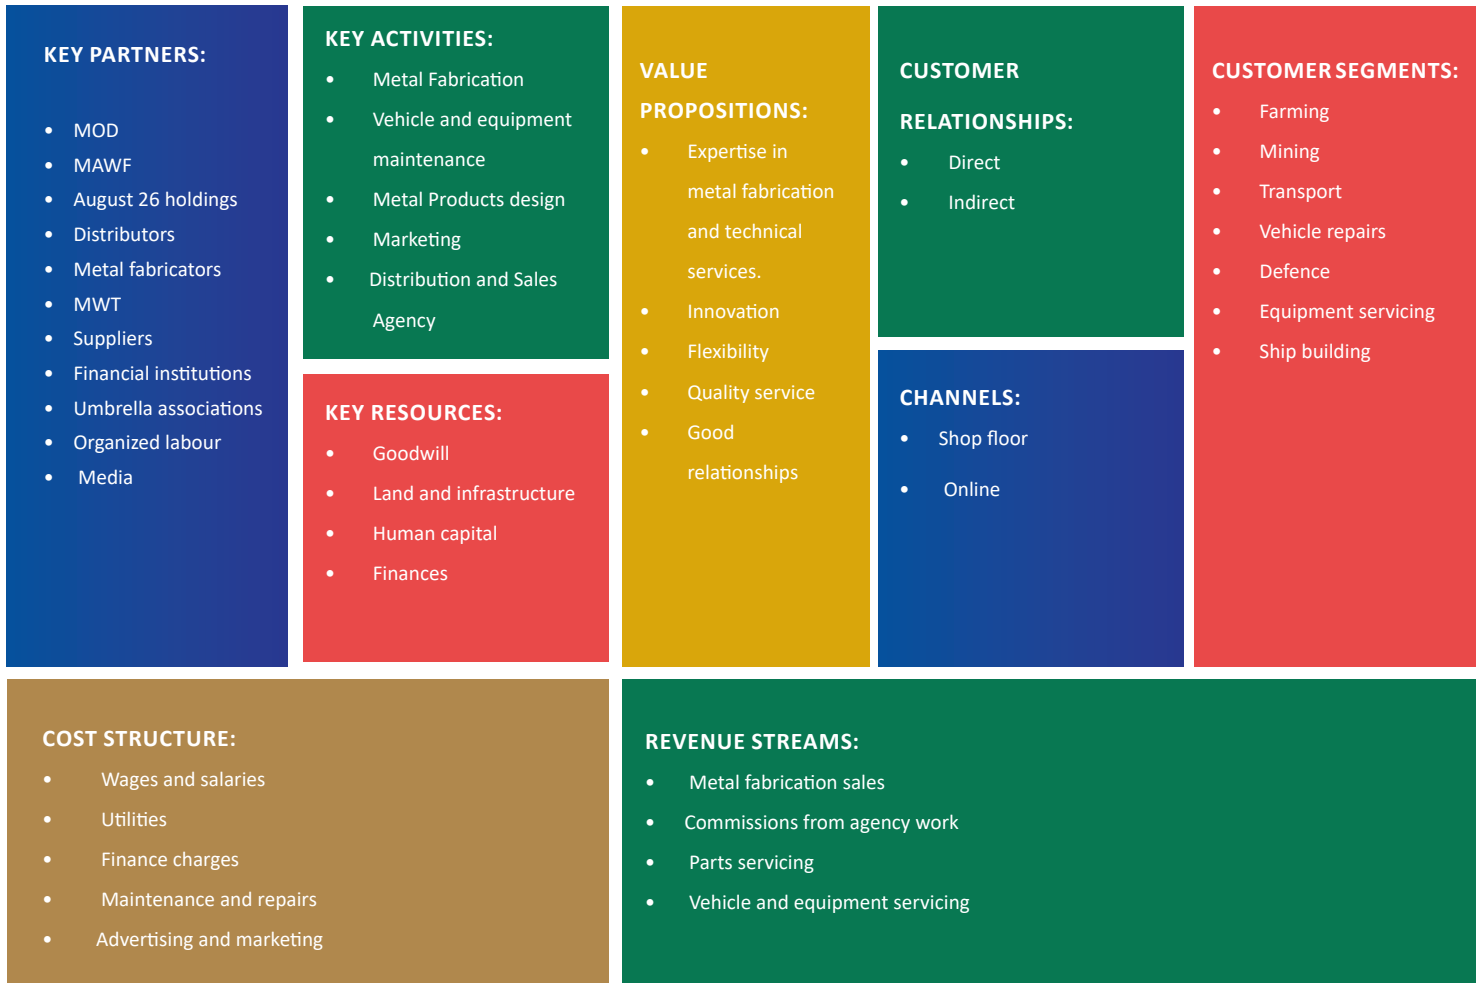 KEY PARTNERS:
• MOD
• MAWF
• August 26 holdings
• Distributors
• Metal fabricators
• MWT
• Suppliers
• Financial institutions
• Umbrella associations
• Organized labour
• Media
KEY ACTIVITIES:
• Metal Fabrication
• Vehicle and equipment
maintenance
• Metal Products design
• Marketing
• Distribution and Sales
Agency
KEY RESOURCES:
• Goodwill
• Land and infrastructure
• Human capital
• Finances
VALUE
PROPOSITIONS:
• Expertise in
metal fabrication
and technical
services.
• Innovation
• Flexibility
• Quality service
• Good
relationships
CUSTOMER
RELATIONSHIPS:
• Direct
• Indirect
CHANNELS:
• Shop floor
• Online
CUSTOMER SEGMENTS:
• Farming
• Mining
• Transport
• Vehicle repairs
• Defence
• Equipment servicing
• Ship building
COST STRUCTURE:
• Wages and salaries
• Utilities
• Finance charges
• Maintenance and repairs
• Advertising and marketing
REVENUE STREAMS:
• Metal fabrication sales
• Commissions from agency work
• Parts servicing
• Vehicle and equipment servicing